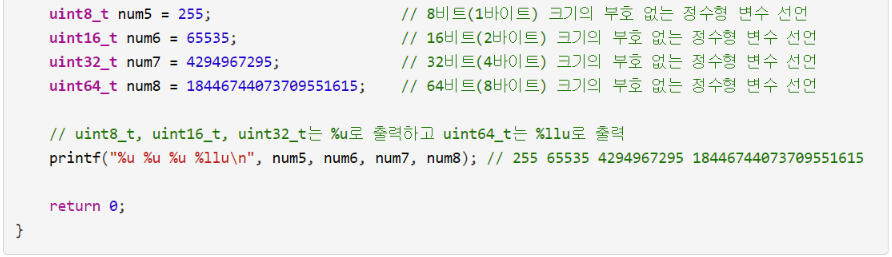 uint8_t num5 = 255; // 8비트(1바이트) 크기의 부호 없는 정수형 변수 선언
uint16_t num6 = 65535; // 16비트(2바이트) 크기의 부호 없는 정수형 변수 선언
uint32_t num7 = 4294967295; // 32비트(4바이트) 크기의 부호 없는 정수형 변수 선언
uint64_t num8 = 18446744073709551615; // 64비트(8바이트) 크기의 부호 없는 정수형 변수 선언
// uint8_t, uint16_t, uint32_t는 %u로 출력하고 uint64_t는 %llu로 출력
printf("%u %u %u %llu\n", num5, num6, num7, num8); // 255 65535 4294967295 18446744073709551615
return 0;
}